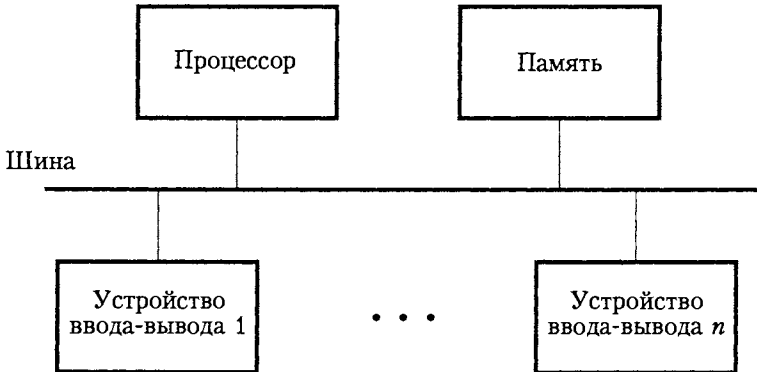 Процессор
Память
Шина
Устройство
ввода-вывода 1
• • •
Устройство
ввода-вывода n